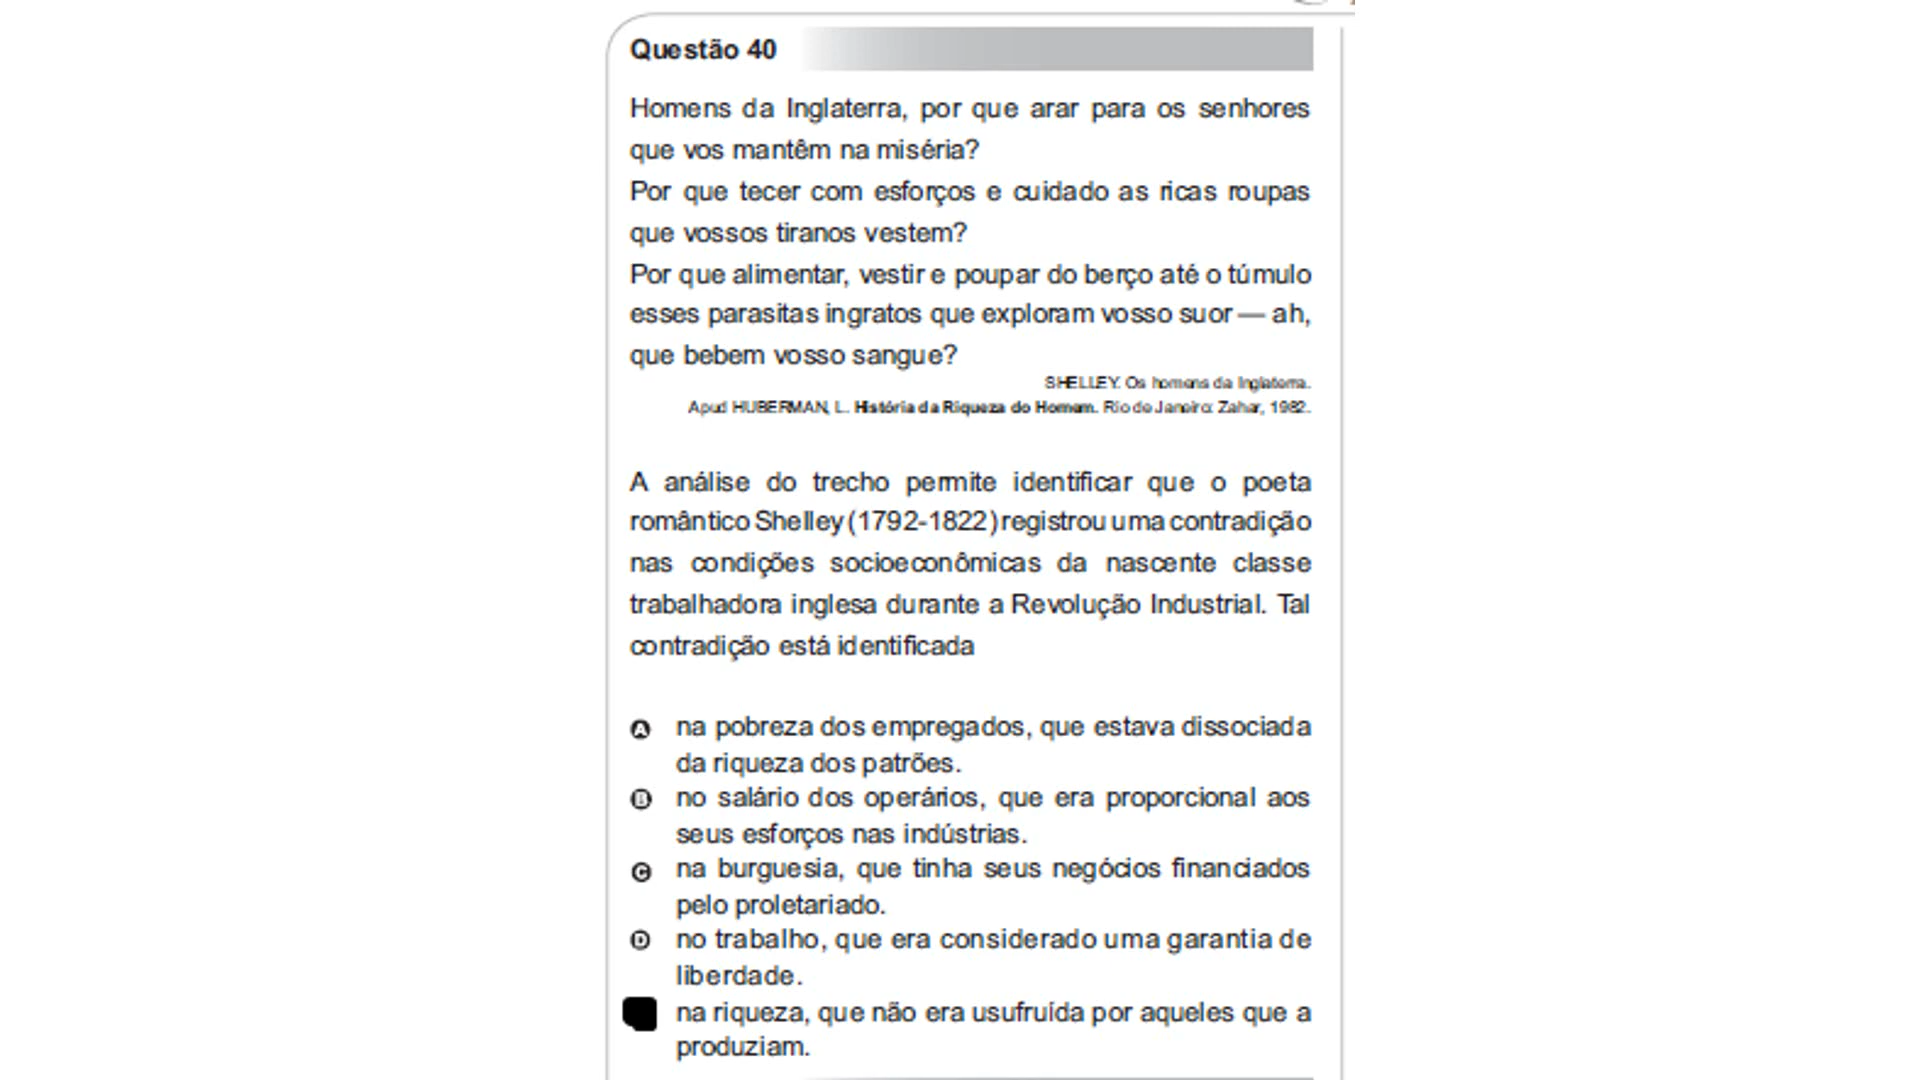 Questão 40
Homens da Inglaterra, por que arar para os senhores
que vos mantêm na miséria?
Por que tecer com esforços e cuidado as ricas roupas
que vossos tiranos vestem?
Por que alimentar, vestir e poupar do berço até o túmulo
esses parasitas ingratos que exploram vosso suor — ah,
que bebem vosso sangue?
SHELLEY. Os homens da Inglaterra.
Apud HUBERMAN, L. História da Riqueza do Homem. Rio de Janeiro: Zahar, 1982.
A análise do trecho permite identificar que o poeta
romântico Shelley (1792-1822) registrou uma contradição
nas condições socioeconômicas da nascente classe
trabalhadora inglesa durante a Revolução Industrial. Tal
contradição está identificada
A na pobreza dos empregados, que estava dissociada
da riqueza dos patrões.
B no salário dos operários, que era proporcional aos
seus esforços nas indústrias.
C na burguesia, que tinha seus negócios financiados
pelo proletariado.
D no trabalho, que era considerado uma garantia de
liberdade.
na riqueza, que não era usufruída por aqueles que a
produziam.